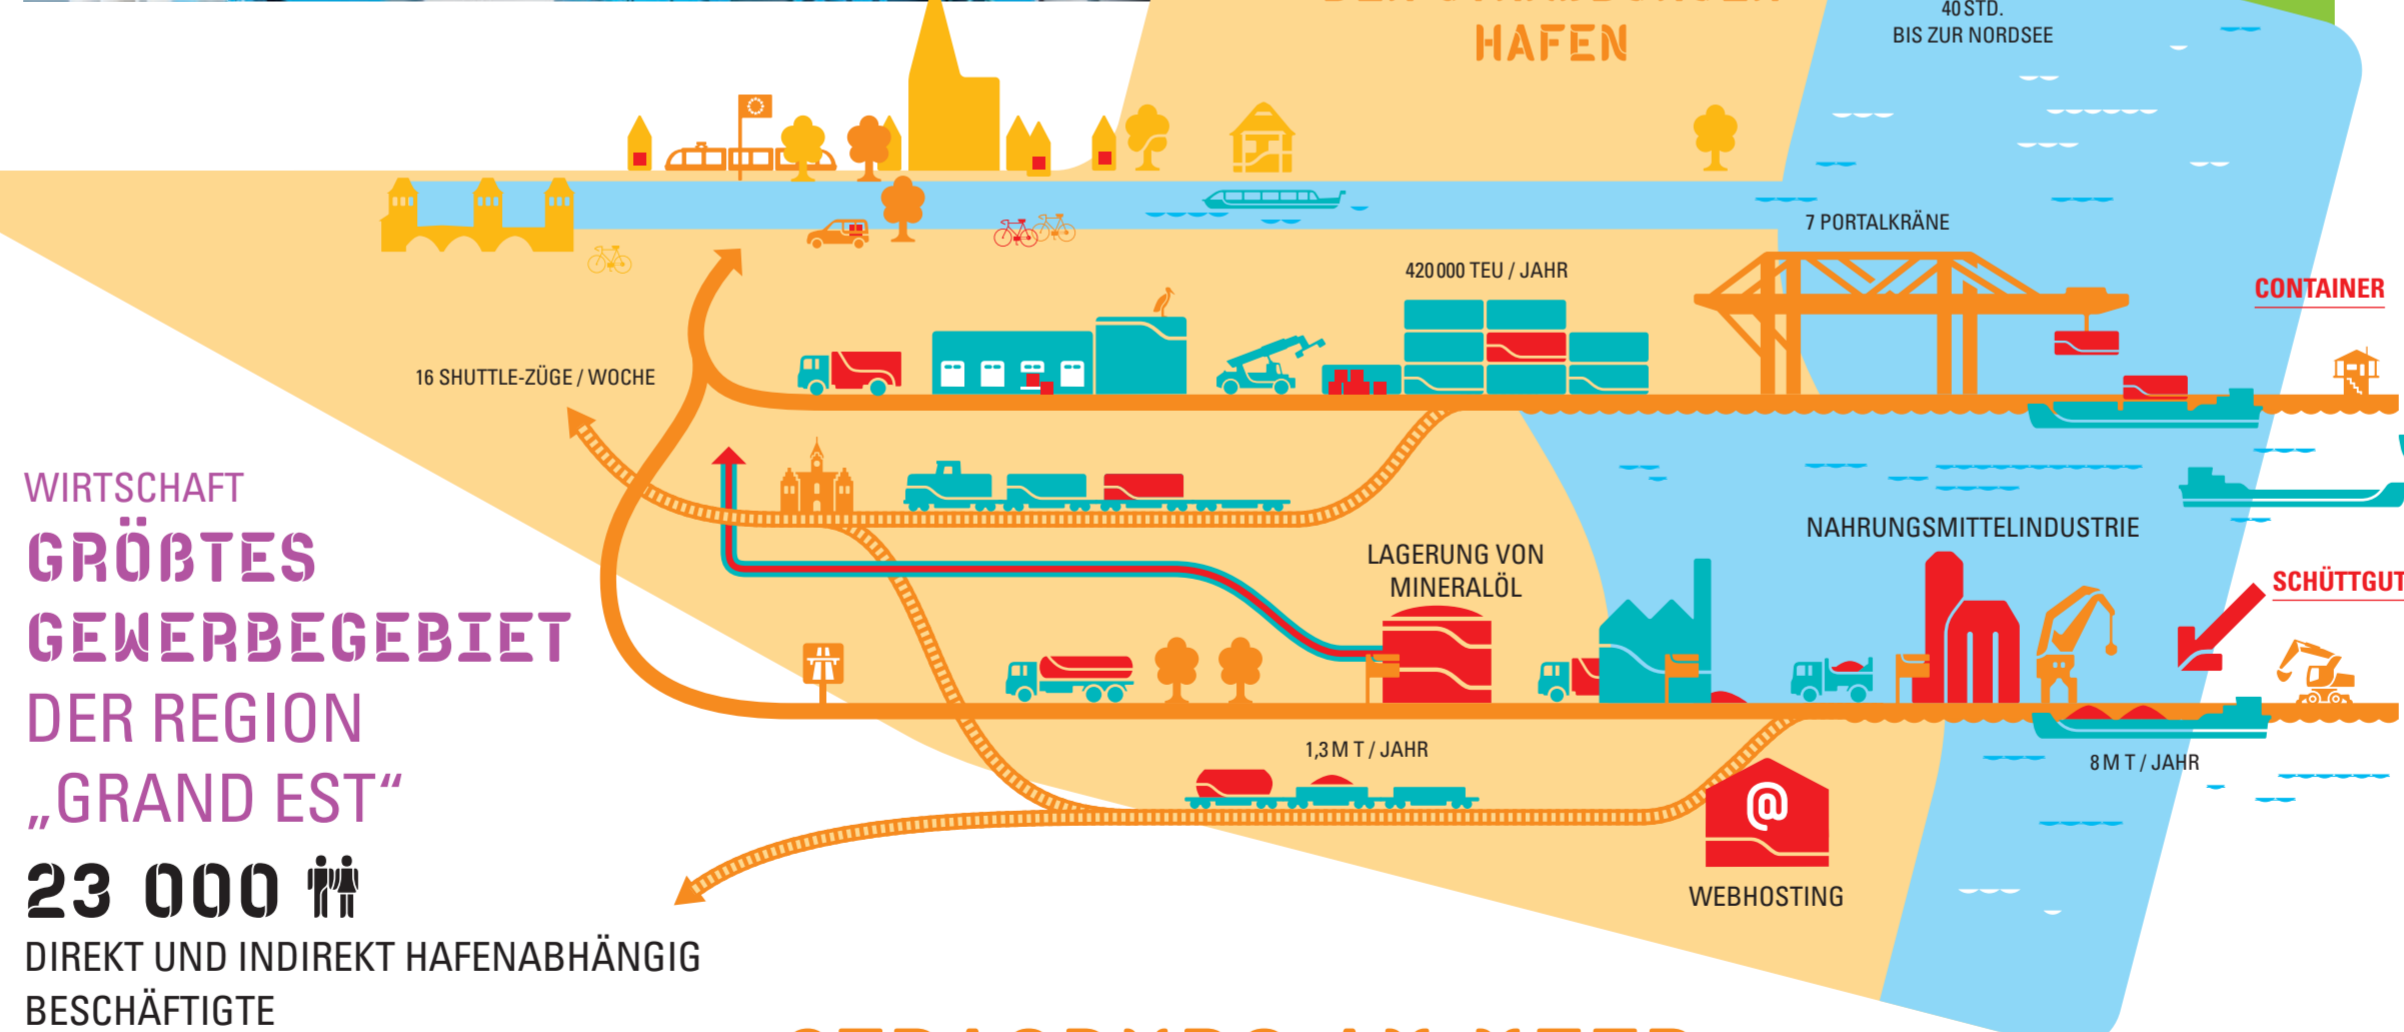 HAFEN
40 STD.
BIS ZUR NORDSEE
7 PORTALKRÄNE
420 000 TEU / JAHR
CONTAINER
16 SHUTTLE-ZÜGE / WOCHE
WIRTSCHAFT
GRÖßTES
GEWERBEGEBIET
DER REGION
„GRAND EST“
23 000
DIREKT UND INDIREKT HAFENABHÄNGIG
BESCHÄFTIGTE
NAHRUNGSMITTELINDUSTRIE
LAGERUNG VON
MINERALÖL
SCHÜTTGUT
1,3 M T / JAHR
8 M T / JAHR
@
WEBHOSTING